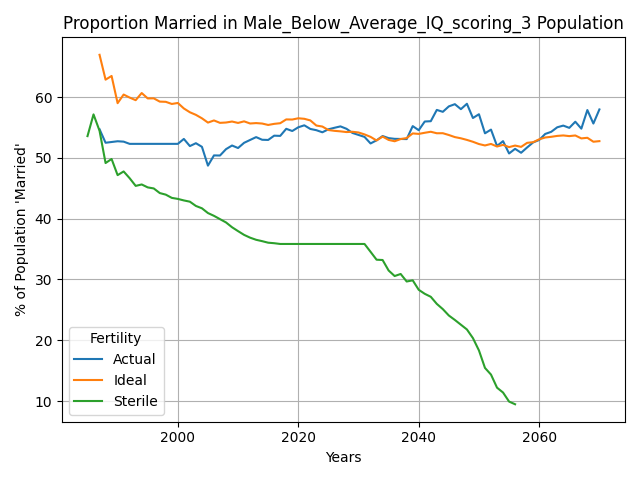 Proportion Married in Male_Below_Average_IQ_scoring_3 Population
% of Population 'Married'
60
50
40
30
20
10
Fertility
Actual
Ideal
Sterile
2000 2020 2040 2060
Years